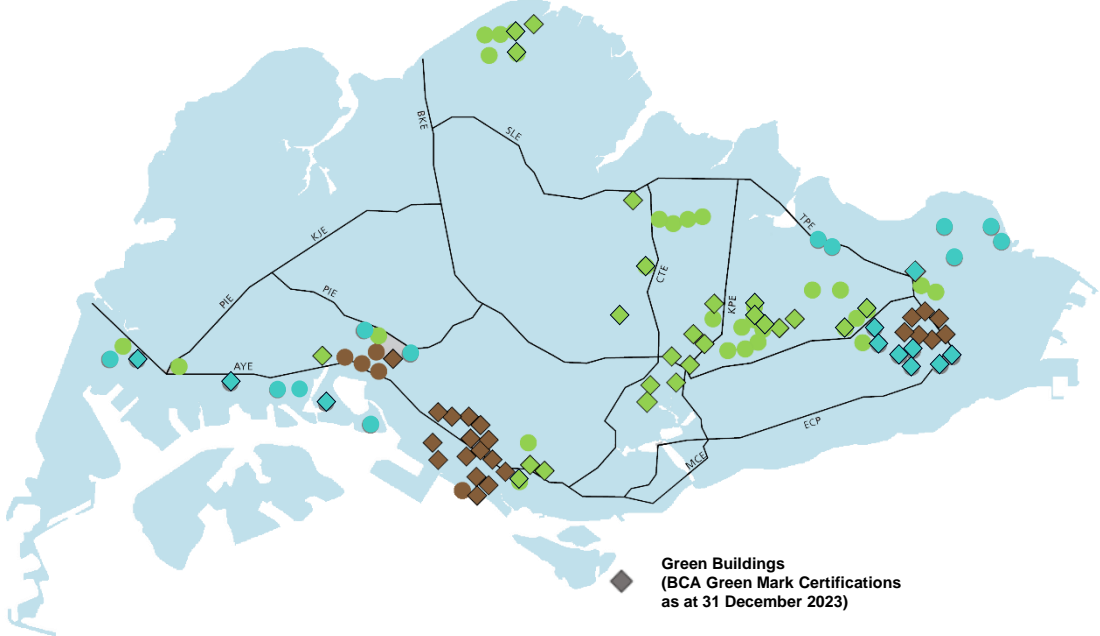 BKE
SLE
KJE
PIE
PIE
CTE
KPE
TPE
AYE
ECP
MCE
Green Buildings
(BCA Green Mark Certifications
as at 31 December 2023)